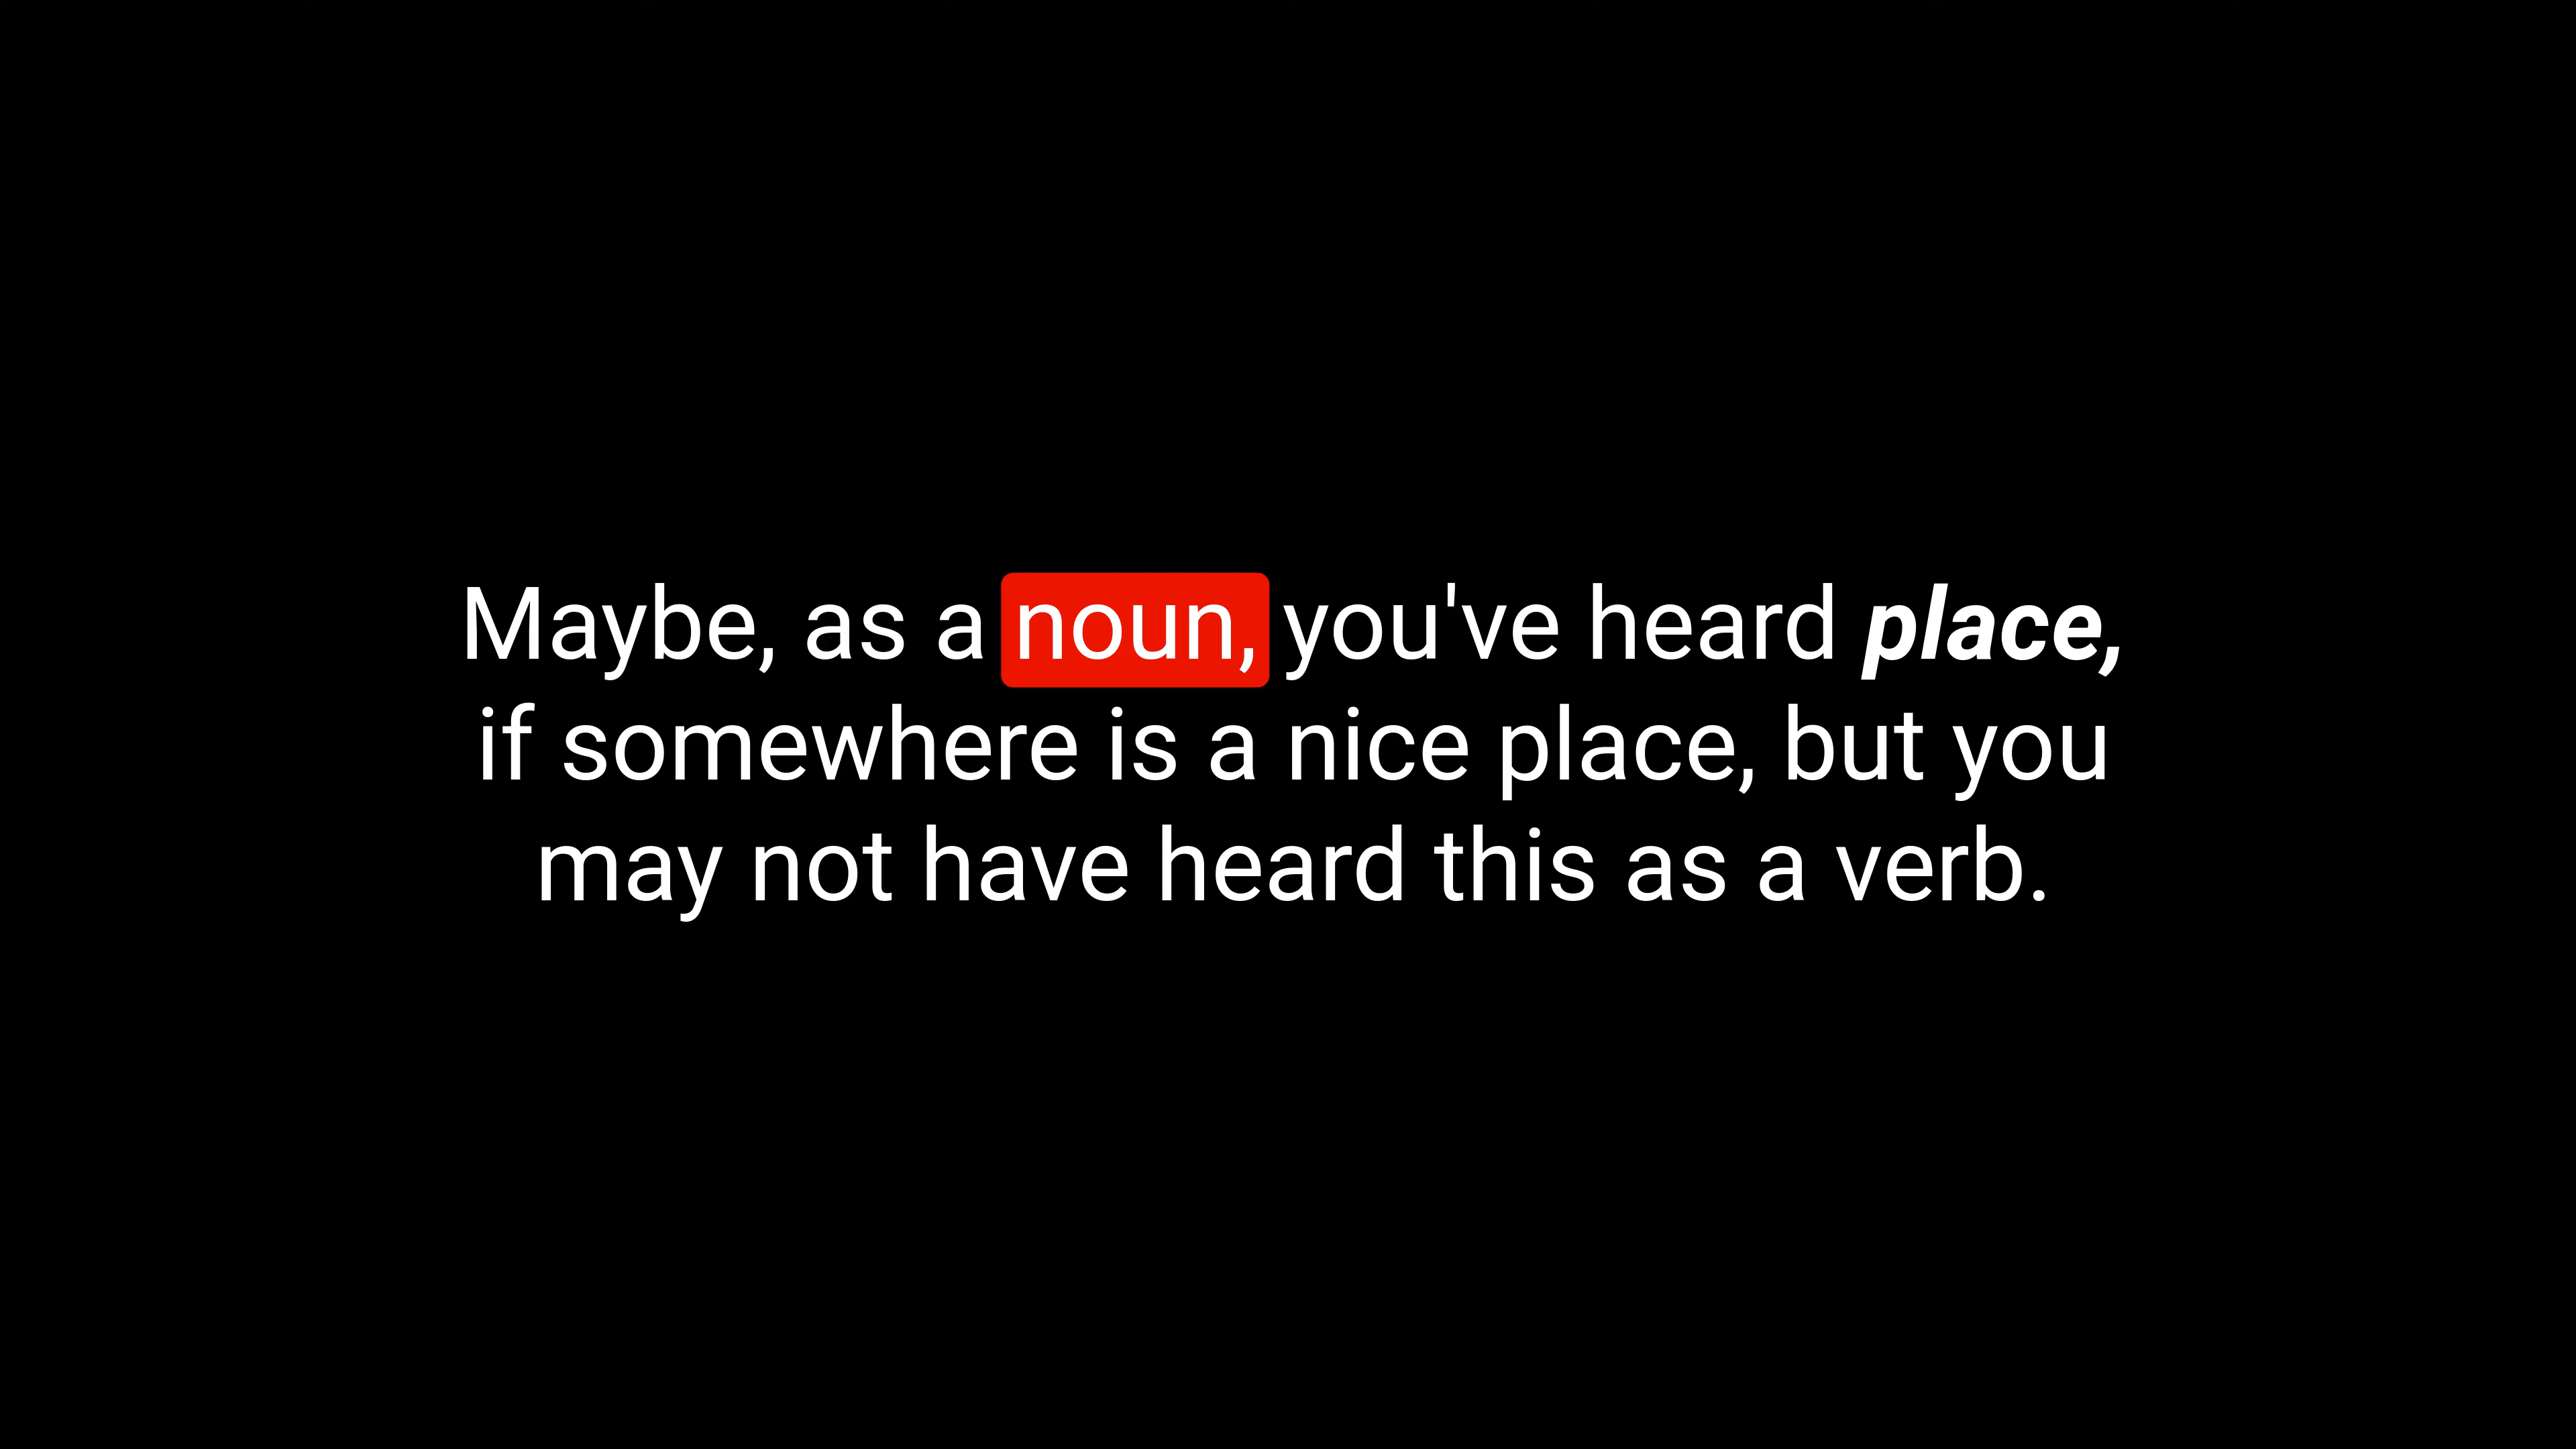 Maybe, as a noun, you've heard place,
if somewhere is a nice place, but you
may not have heard this as a verb.